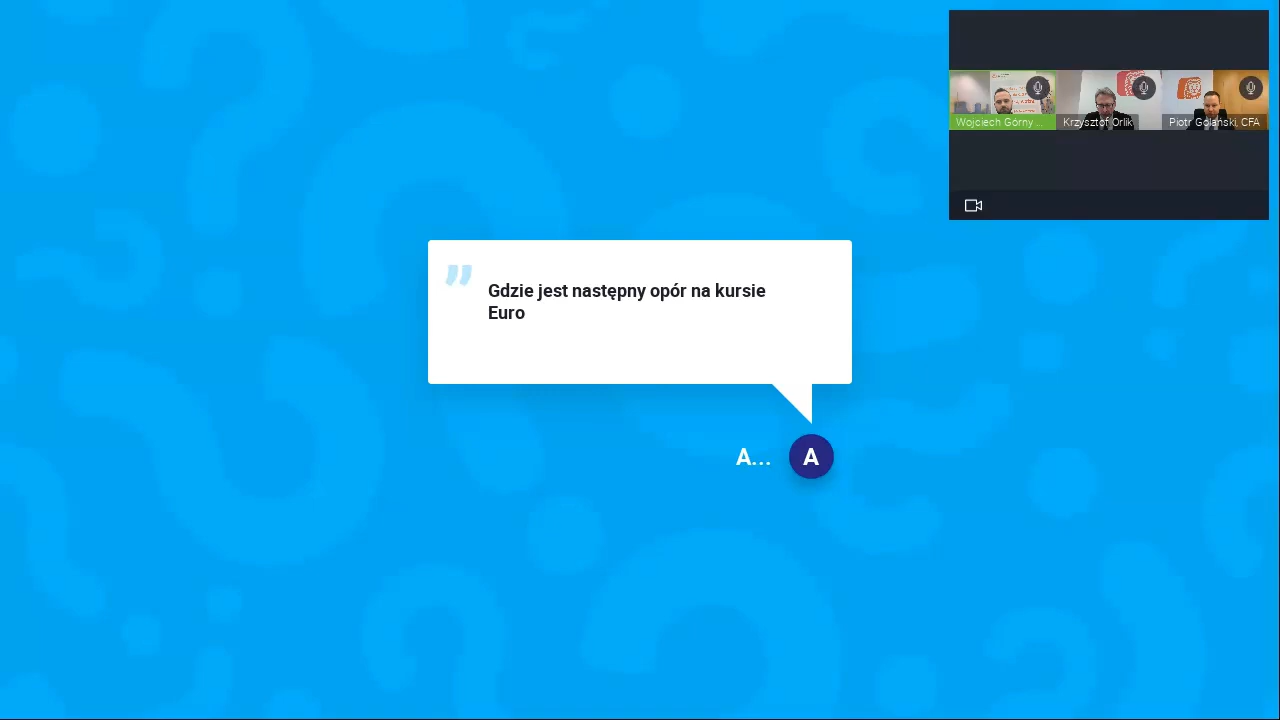 Wojciech Górny ...
Krzysztof Orlik
Piotr Golański, CFA
”
Gdzie jest następny opór na kursie
Euro
A...
A